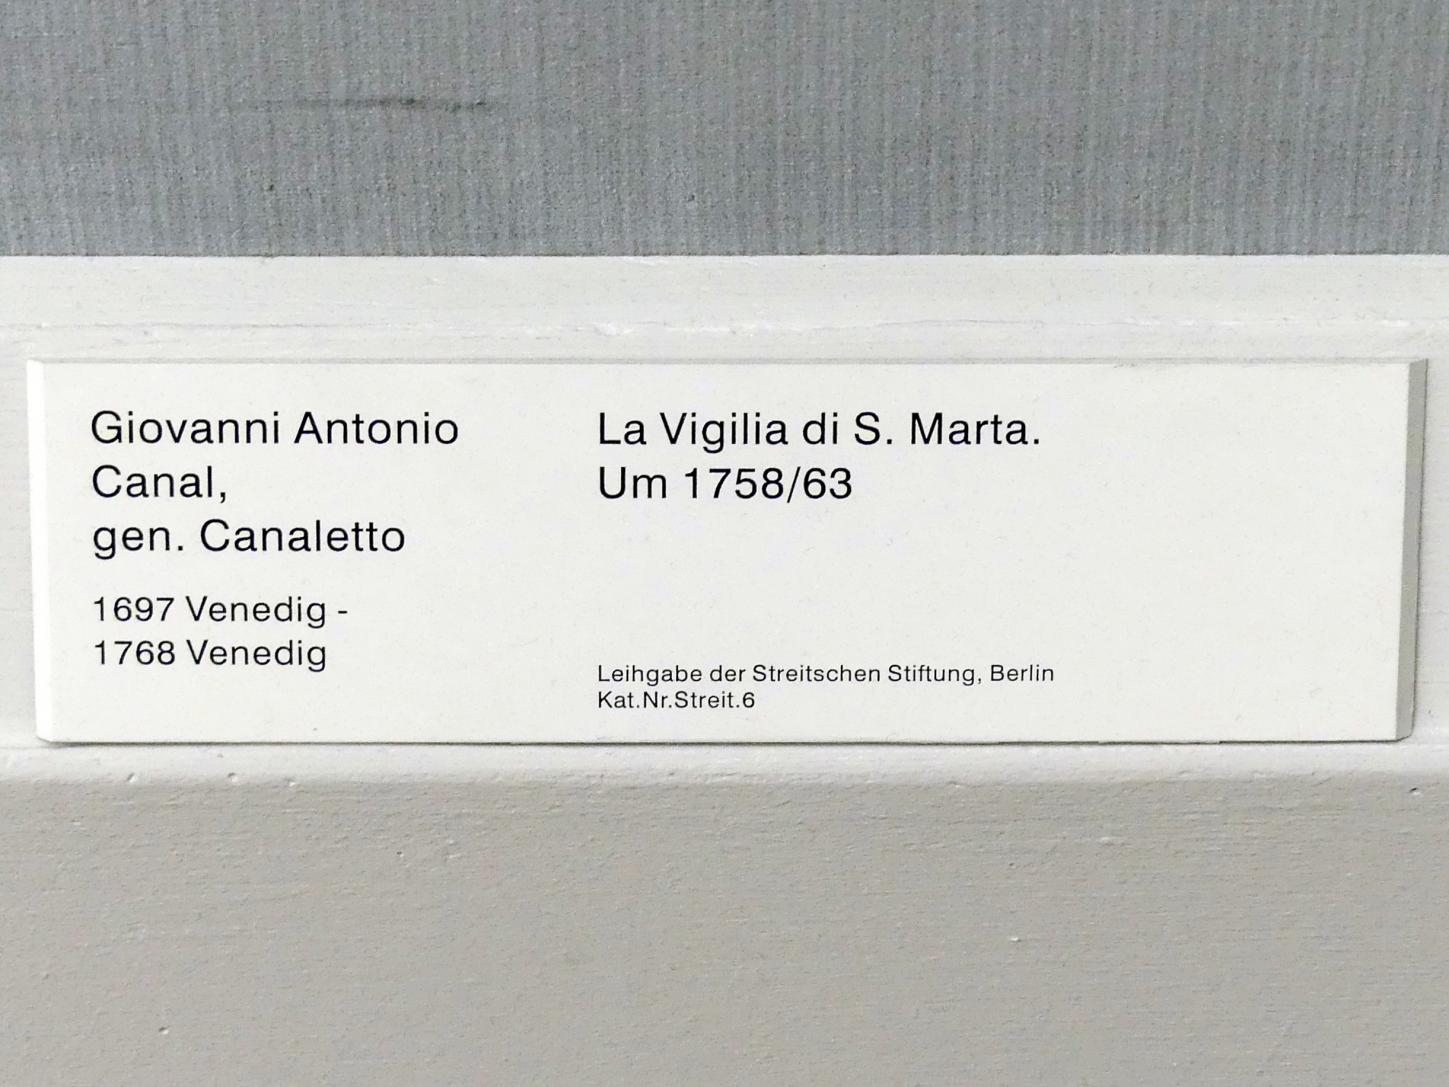 Giovanni Antonio
Canal,
gen. Canaletto
1697 Venedig -
1768 Venedig
La Vigilia di S. Marta.
Um 1758/63
Leihgabe der Streitschen Stiftung, Berlin
Kat.Nr.Streit.6